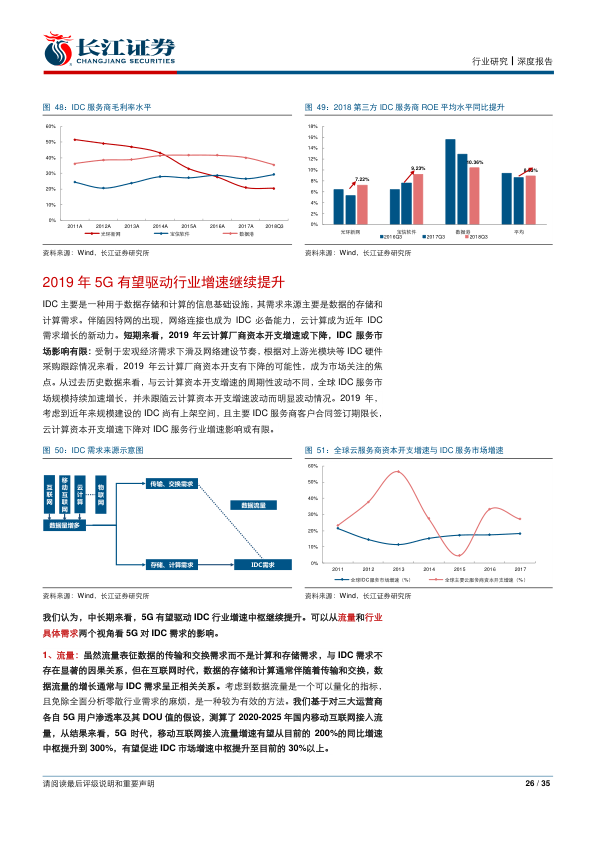 长江证券
CHANGJIANG SECURITIES
行业研究┃深度报告
图 48：IDC 服务商毛利率水平
60%
50%
40%
30%
20%
10%
0%
2011A 2012A 2013A 2014A 2015A 2016A 2017A 2018Q3
光环新网 宝信软件 数据港
资料来源：Wind，长江证券研究所
图 49：2018 第三方 IDC 服务商 ROE 平均水平同比提升
18%
16%
14%
12%
10%
8%
6%
4%
2%
0%
7.22% 9.23% 10.36%
光环新网 宝信软件 数据港 平均
2016Q3 2017Q3 2018Q3
资料来源：Wind，长江证券研究所
2019 年 5G 有望驱动行业增速继续提升
IDC 主要是一种用于数据存储和计算的信息基础设施，其需求来源主要是数据的存储和
计算需求。伴随因特网的出现，网络连接也成为 IDC 必备能力，云计算成为近年 IDC
需求增长的新动力。短期来看，2019 年云计算厂商资本开支增速或下降，IDC 服务市
场影响有限：受制于宏观经济需求下滑及网络建设节奏，根据对上游光模块等 IDC 硬件
采购跟踪情况来看，2019 年云计算厂商资本开支有下降的可能性，成为市场关注的焦
点。从过去历史数据来看，与云计算资本开支增速的周期性波动不同，全球 IDC 服务市
场规模持续加速增长，并未跟随云计算资本开支增速波动而明显波动情况。2019 年，
考虑到近年来规模建设的 IDC 尚有上架空间，且主要 IDC 服务商客户合同签订期限长，
云计算资本开支增速下降对 IDC 服务行业增速影响或有限。
图 50：IDC 需求来源示意图
互联网 移动互联网 云计算 物联网
数据量增多
传输、交换需求
数据流量
存储、计算需求
IDC需求
资料来源：Wind，长江证券研究所
图 51：全球云服务商资本开支增速与 IDC 服务市场增速
60%
50%
40%
30%
20%
10%
0%
2011 2012 2013 2014 2015 2016 2017
全球IDC服务市场增速（%） 全球主要云服务商资本开支增速（%）
资料来源：Wind，长江证券研究所
我们认为，中长期来看，5G 有望驱动 IDC 行业增速中枢继续提升。可以从流量和行业
具体需求两个视角看 5G 对 IDC 需求的影响。
1、流量：虽然流量表征数据的传输和交换需求而不是计算和存储需求，与 IDC 需求不
存在显著的因果关系，但在互联网时代，数据的存储和计算通常伴随着传输和交换，数
据流量的增长通常与 IDC 需求呈正相关关系。考虑到数据流量是一个可以量化的指标，
且免除全面分析零散行业需求的麻烦，是一种较为有效的方法。我们基于对三大运营商
各自 5G 用户渗透率及其 DOU 值的假设，测算了 2020-2025 年国内移动互联网接入流
量，从结果来看，5G 时代，移动互联网接入流量增速有望从目前的 200%的同比增速
中枢提升到 300%，有望促进 IDC 市场增速中枢提升至目前的 30%以上。
请阅读最后评级说明和重要声明
26 / 35